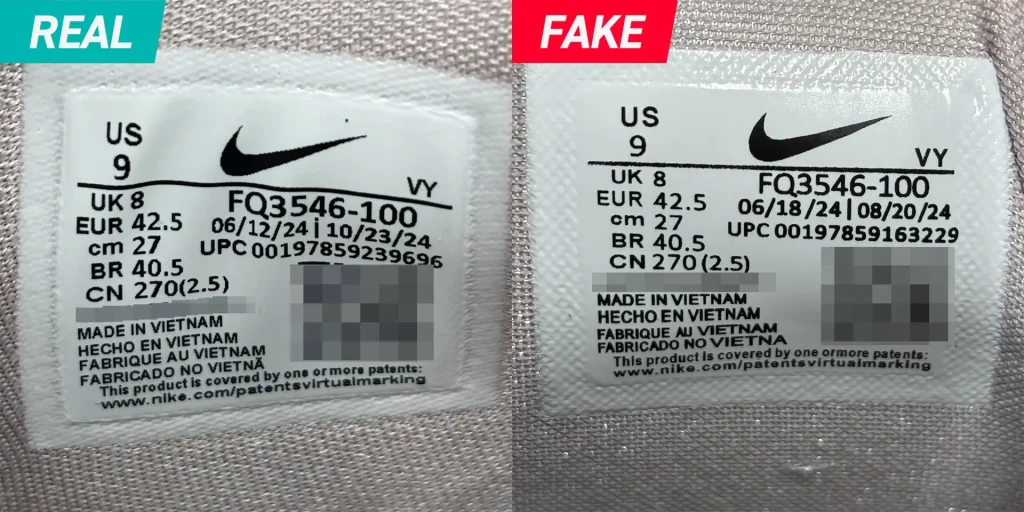 REAL
US
9
VY
UK 8
FQ3546-100
EUR 42.5
06/12/24 | 10/23/24
cm 27
UPC 00197859239696
BR 40.5
CN 270(2.5)
MADE IN VIETNAM
HECHO EN VIETNAM
FABRIQUE AU VIETNAM
FABRICADO NO VIETNÃ
This product is covered by one or more patents:
www.nike.com/patentsvirtualmarking
FAKE
US
9
VY
UK 8
FQ3546-100
EUR 42.5
06/18/24 | 08/20/24
cm 27
UPC 00197859163229
BR 40.5
CN 270(2.5)
MADE IN VIETNAM
HECHO EN VIETNAM
FABRIQUE AU VIETNAM
FABRICADO NO VIETNA
This product is covered by one or more patents:
www.nike.com/patentsvirtualmarking